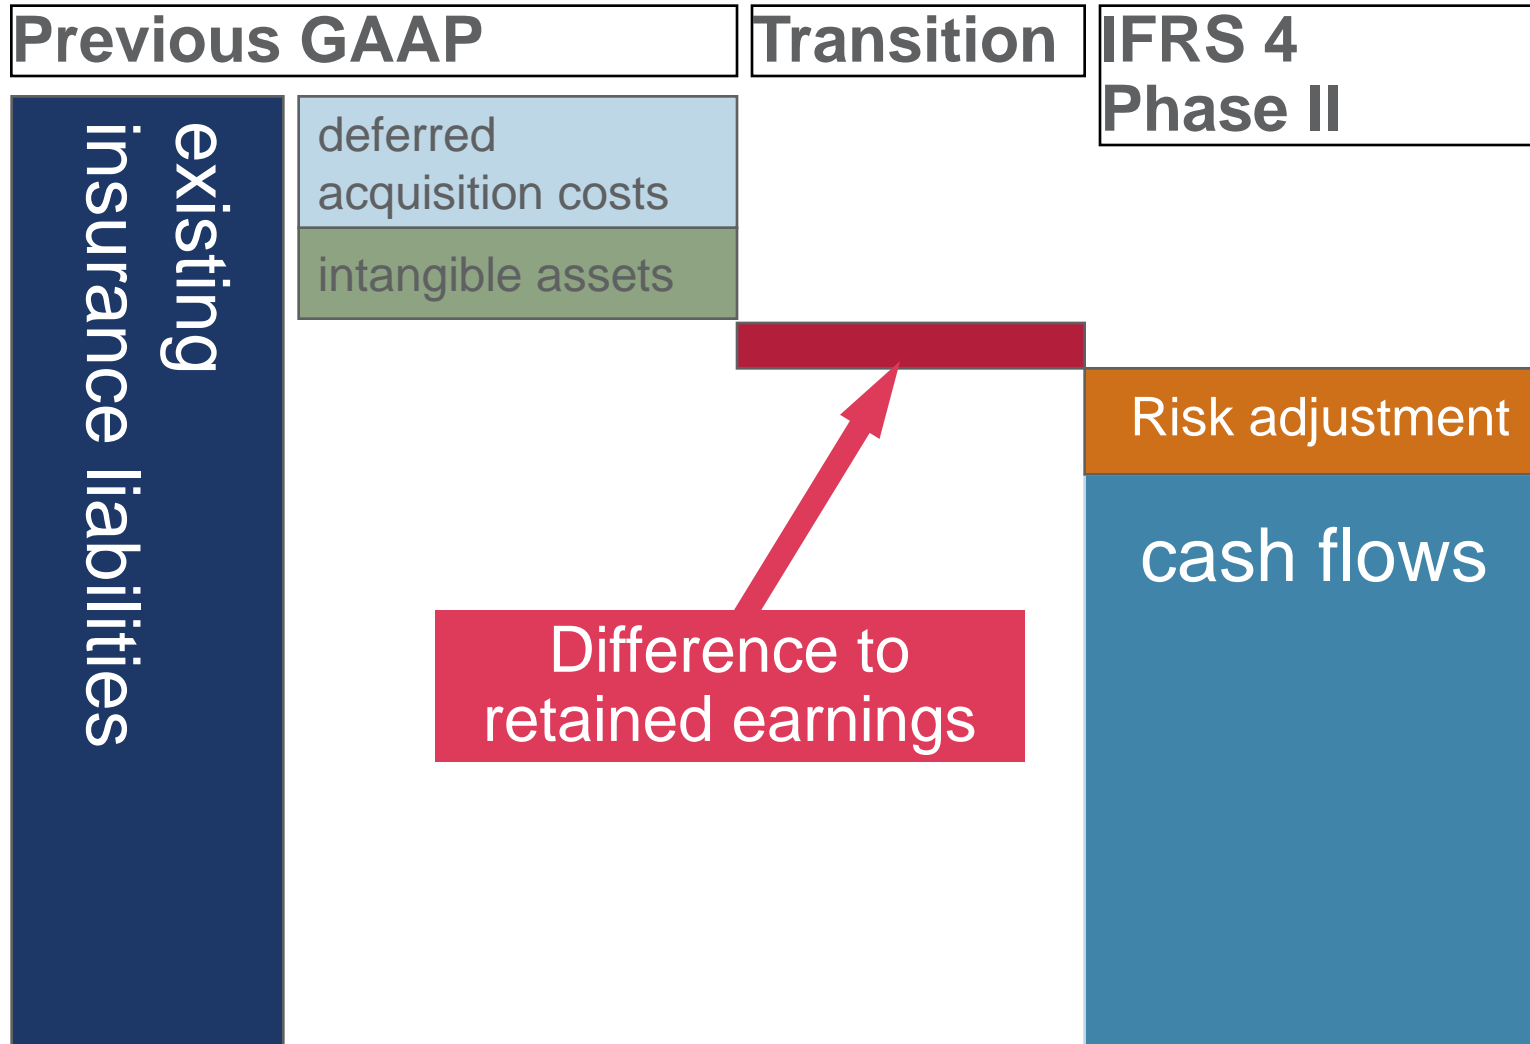 Previous GAAP
Transition
IFRS 4
Phase II
existing
insurance liabilities
deferred
acquisition costs
intangible assets
Risk adjustment
cash flows
Difference to
retained earnings